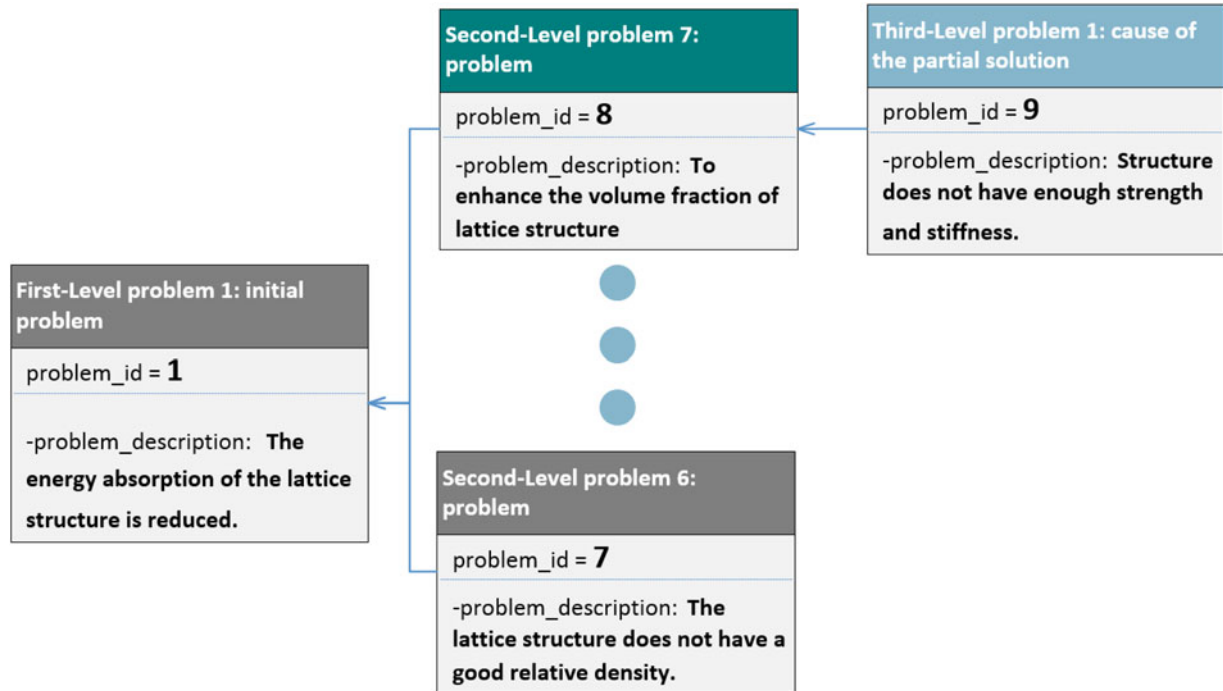 Second-Level problem 7:
problem
problem_id = 8
-problem_description: To
enhance the volume fraction of
lattice structure
Third-Level problem 1: cause of
the partial solution
problem_id = 9
-problem_description: Structure
does not have enough strength
and stiffness.
First-Level problem 1: initial
problem
problem_id = 1
-problem_description: The
energy absorption of the lattice
structure is reduced.
Second-Level problem 6:
problem
problem_id = 7
-problem_description: The
lattice structure does not have a
good relative density.